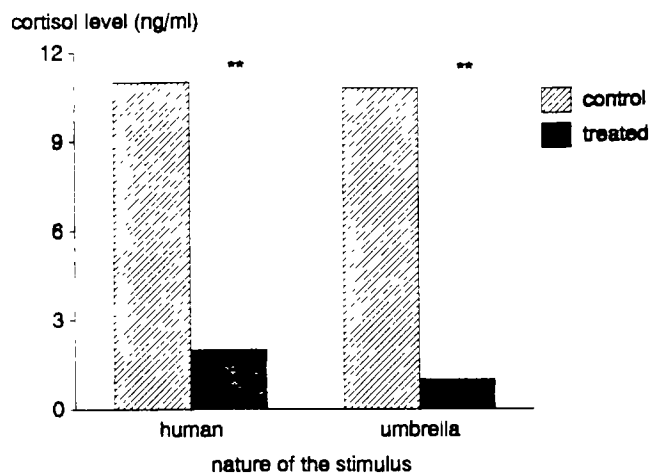 cortisol level (ng/ml)
12
**
**
control
treated
9
6
3
0
human
umbrella
nature of the stimulus